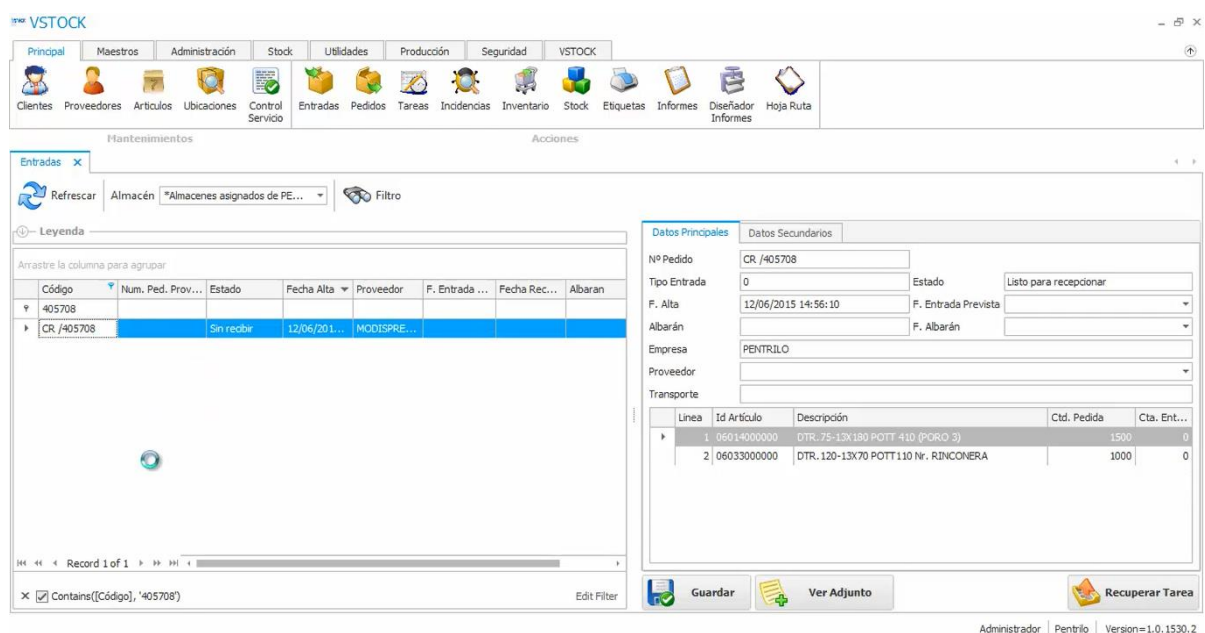 VSTOCK
Principal Maestros Administración Stock Utilidades Producción Seguridad VSTOCK
Clientes Proveedores Articulos Ubicaciones Control Servicio Entradas Pedidos Tareas Incidencias Inventario Stock Etiquetas Informes Diseñador Informes Hoja Ruta
Mantenimientos Acciones
Entradas
Refrescar Almacén *Almacenes asignados de PE... Filtro
Leyenda
Arrastre la columna para agrupar
Código Num. Ped. Prov... Estado Fecha Alta Proveedor F. Entrada ... Fecha Rec... Albaran
405708
CR /405708 Sin recibir 12/06/201... MODISPRE...
Record 1 of 1
Contains([Código], '405708') Edit Filter
Datos Principales Datos Secundarios
Nº Pedido CR /405708
Tipo Entrada 0 Estado Listo para recepcionar
F. Alta 12/06/2015 14:56:10 F. Entrada Prevista
Albarán F. Albarán
Empresa PENTRILO
Proveedor
Transporte
Linea Id Artículo Descripción Ctd. Pedida Cta. Ent...
1 06014000000 DTR.75-13X180 POTT 410 (PORO 3) 1500 0
2 06033000000 DTR.120-13X70 POTT110 Nr. RINCONERA 1000 0
Guardar Ver Adjunto Recuperar Tarea
Administrador Pentrilo Version=1.0.1530.2